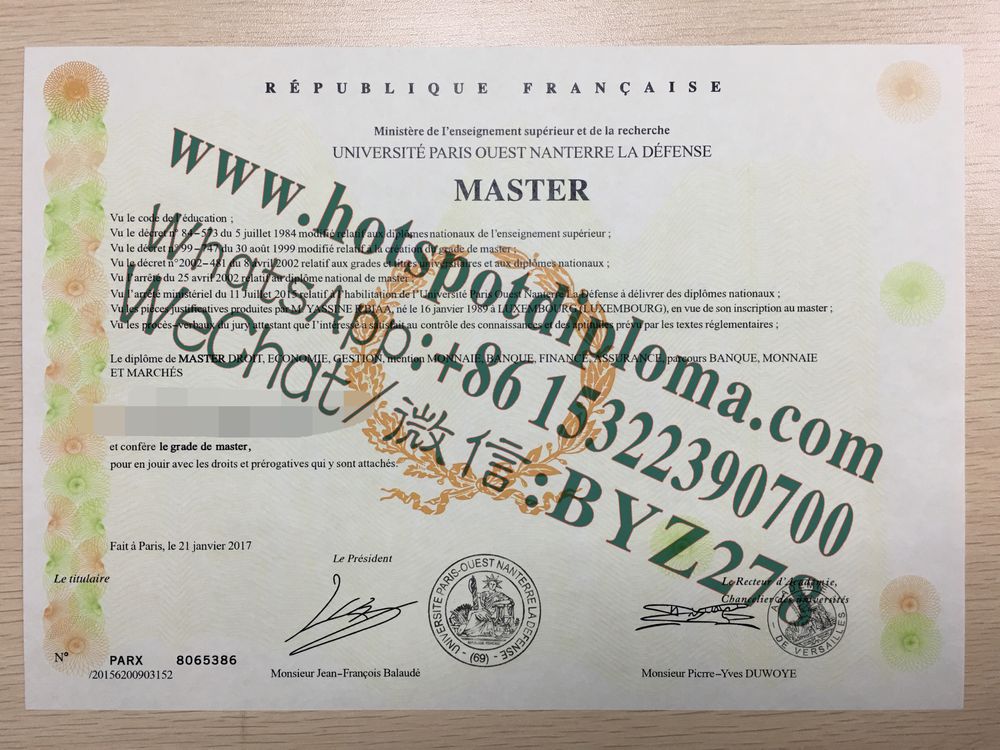 RÉPUBLIQUE FRANÇAISE
Ministère de l'enseignement supérieur et de la recherche
UNIVERSITÉ PARIS OUEST NANTERRE LA DÉFENSE
MASTER
Vu le code de l'éducation ;
Vu le décret n° 84-573 du 5 juillet 1984 modifié relatif aux diplômes nationaux de l'enseignement supérieur ;
Vu le décret n° 99-747 du 30 août 1999 modifié relatif à la création du grade de master ;
Vu le décret n° 2002-481 du 8 avril 2002 relatif aux grades et titres universitaires et aux diplômes nationaux ;
Vu l'arrêté du 25 avril 2002 relatif au diplôme national de master
Vu l'arrêté ministériel du 11 Juillet 2015 relatif à l'habilitation de l'Université Paris Ouest Nanterre La Défense à délivrer des diplômes nationaux ;
Vu les pièces justificatives produites par M. YASSINE né le 16 janvier 1989 à LUXEMBOURG (LUXEMBOURG), en vue de son inscription au master ;
Vu les procès-verbaux du jury attestant que l'intéressé a satisfait au contrôle des connaissances et des aptitudes prévu par les textes réglementaires ;
Le diplôme de MASTER DROIT, ECONOMIE, GESTION, mention MONNAIE, BANQUE, FINANCE, ASSURANCE, parcours BANQUE, MONNAIE
ET MARCHÉS
et confère le grade de master,
pour en jouir avec les droits et prérogatives qui y sont attachés.
Fait à Paris, le 21 janvier 2017
Le titulaire
Le Président
Le Recteur d'Académie,
Chancelier des universités
UNIVERSITE PARIS-OUEST NANTERRE LA DEFENSE - (69) -
DE VERSAILLES
N° PARX 8065386
/20156200903152
Monsieur Jean-François Balaudé
Monsieur Pierre-Yves DUWOYE
www.hotspotdiploma.com
WhatsApp:+86 15322390700
WeChat/微信:BYZ278